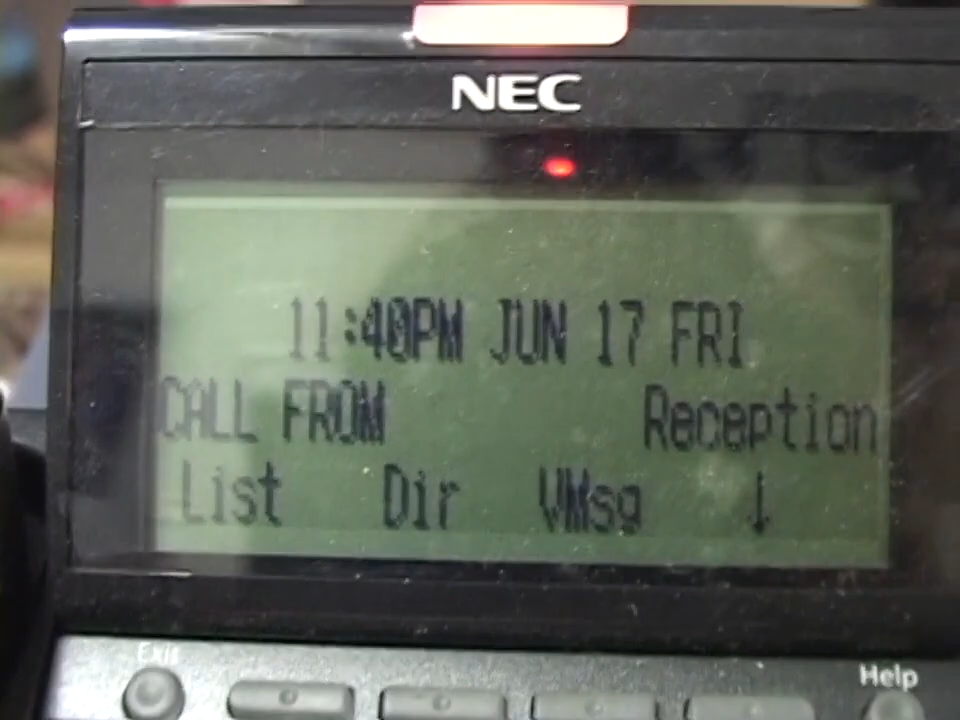 NEC
11:40PM JUN 17 FRI
CALL FROM Reception
List Dir VMsg ↓
Exit Help